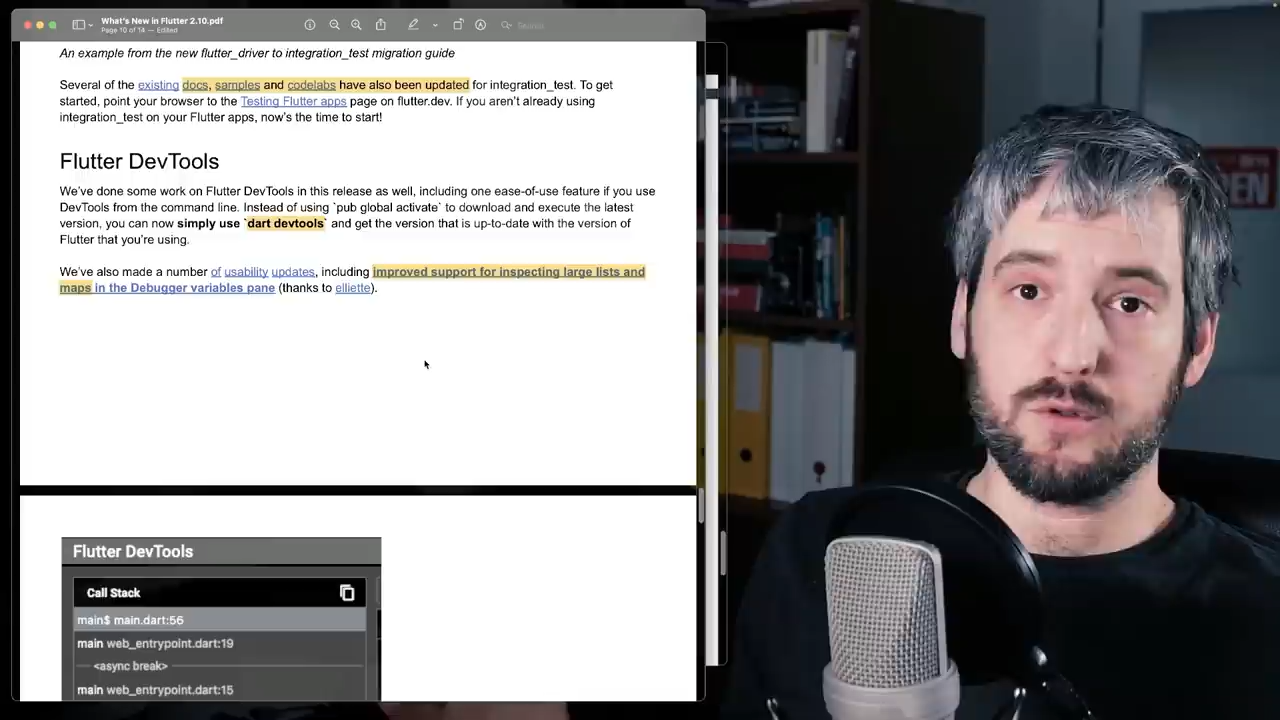 What's New in Flutter 2.10.pdf
Page 10 of 14 — Edited
Search
An example from the new flutter_driver to integration_test migration guide
Several of the existing docs, samples and codelabs have also been updated for integration_test. To get
started, point your browser to the Testing Flutter apps page on flutter.dev. If you aren't already using
integration_test on your Flutter apps, now's the time to start!
Flutter DevTools
We've done some work on Flutter DevTools in this release as well, including one ease-of-use feature if you use
DevTools from the command line. Instead of using `pub global activate` to download and execute the latest
version, you can now simply use `dart devtools` and get the version that is up-to-date with the version of
Flutter that you're using.
We've also made a number of usability updates, including improved support for inspecting large lists and
maps in the Debugger variables pane (thanks to elliette).
Flutter DevTools
Call Stack
main$ main.dart:56
main web_entrypoint.dart:19
<async break>
main web_entrypoint.dart:15